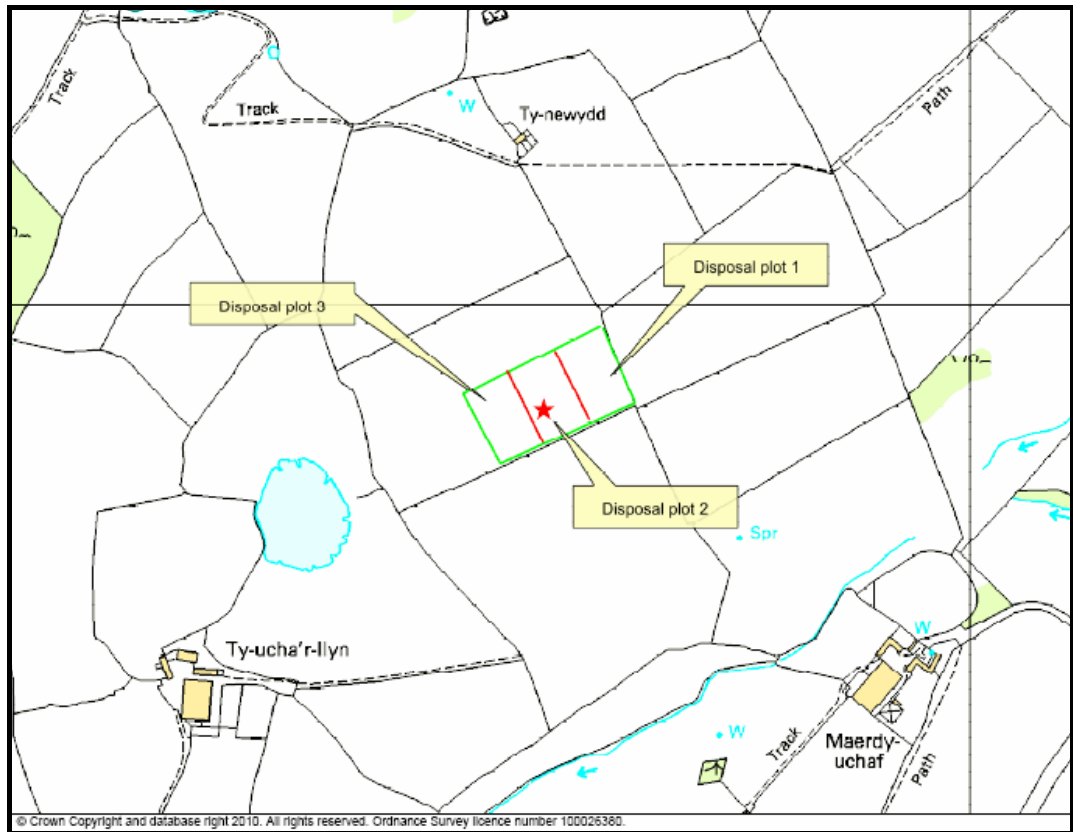 Track
Track
W
Ty-newydd
Path
Disposal plot 1
Disposal plot 3
Disposal plot 2
Spr
Ty-ucha'r-llyn
W
W
Track
Maerdy-
uchaf
Path
© Crown Copyright and database right 2010. All rights reserved. Ordnance Survey licence number 100026380.